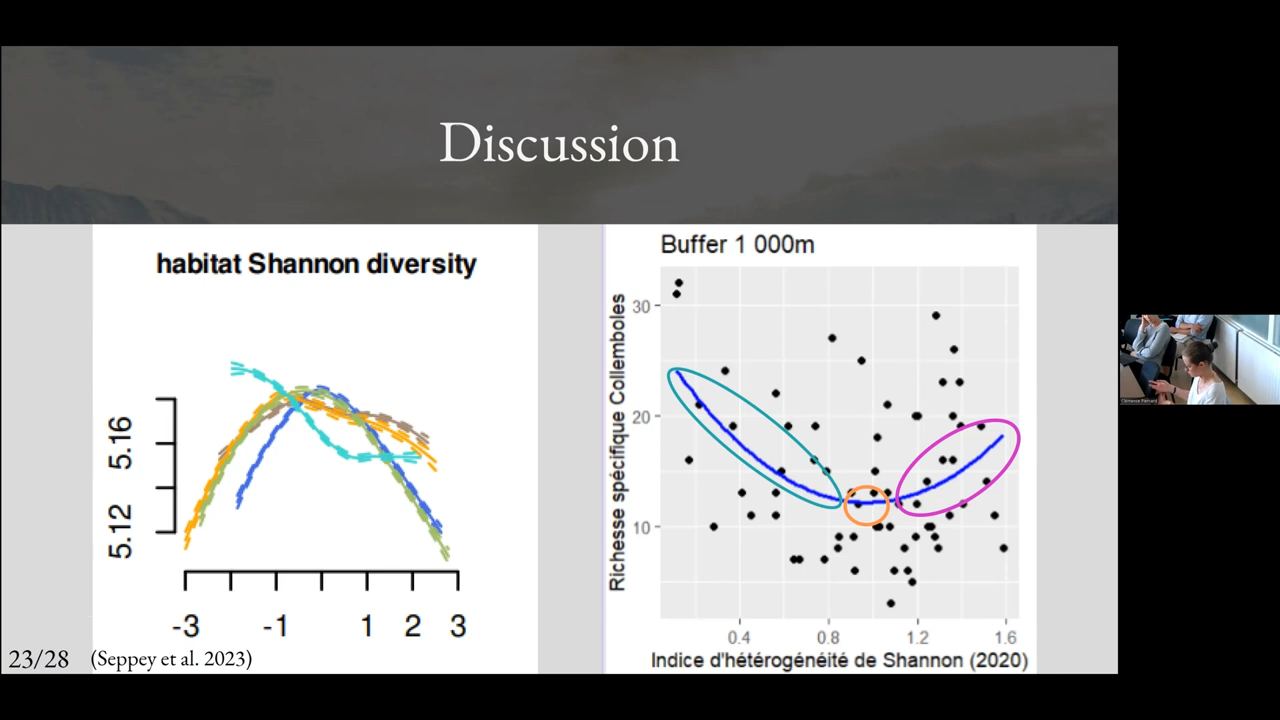 Discussion
habitat Shannon diversity
5.16
5.12
-3
-1
1
2
3
23/28
(Seppey et al. 2023)
Buffer 1 000m
Richesse spécifique Collemboles
30
20
10
0.4
0.8
1.2
1.6
Indice d'hétérogénéité de Shannon (2020)